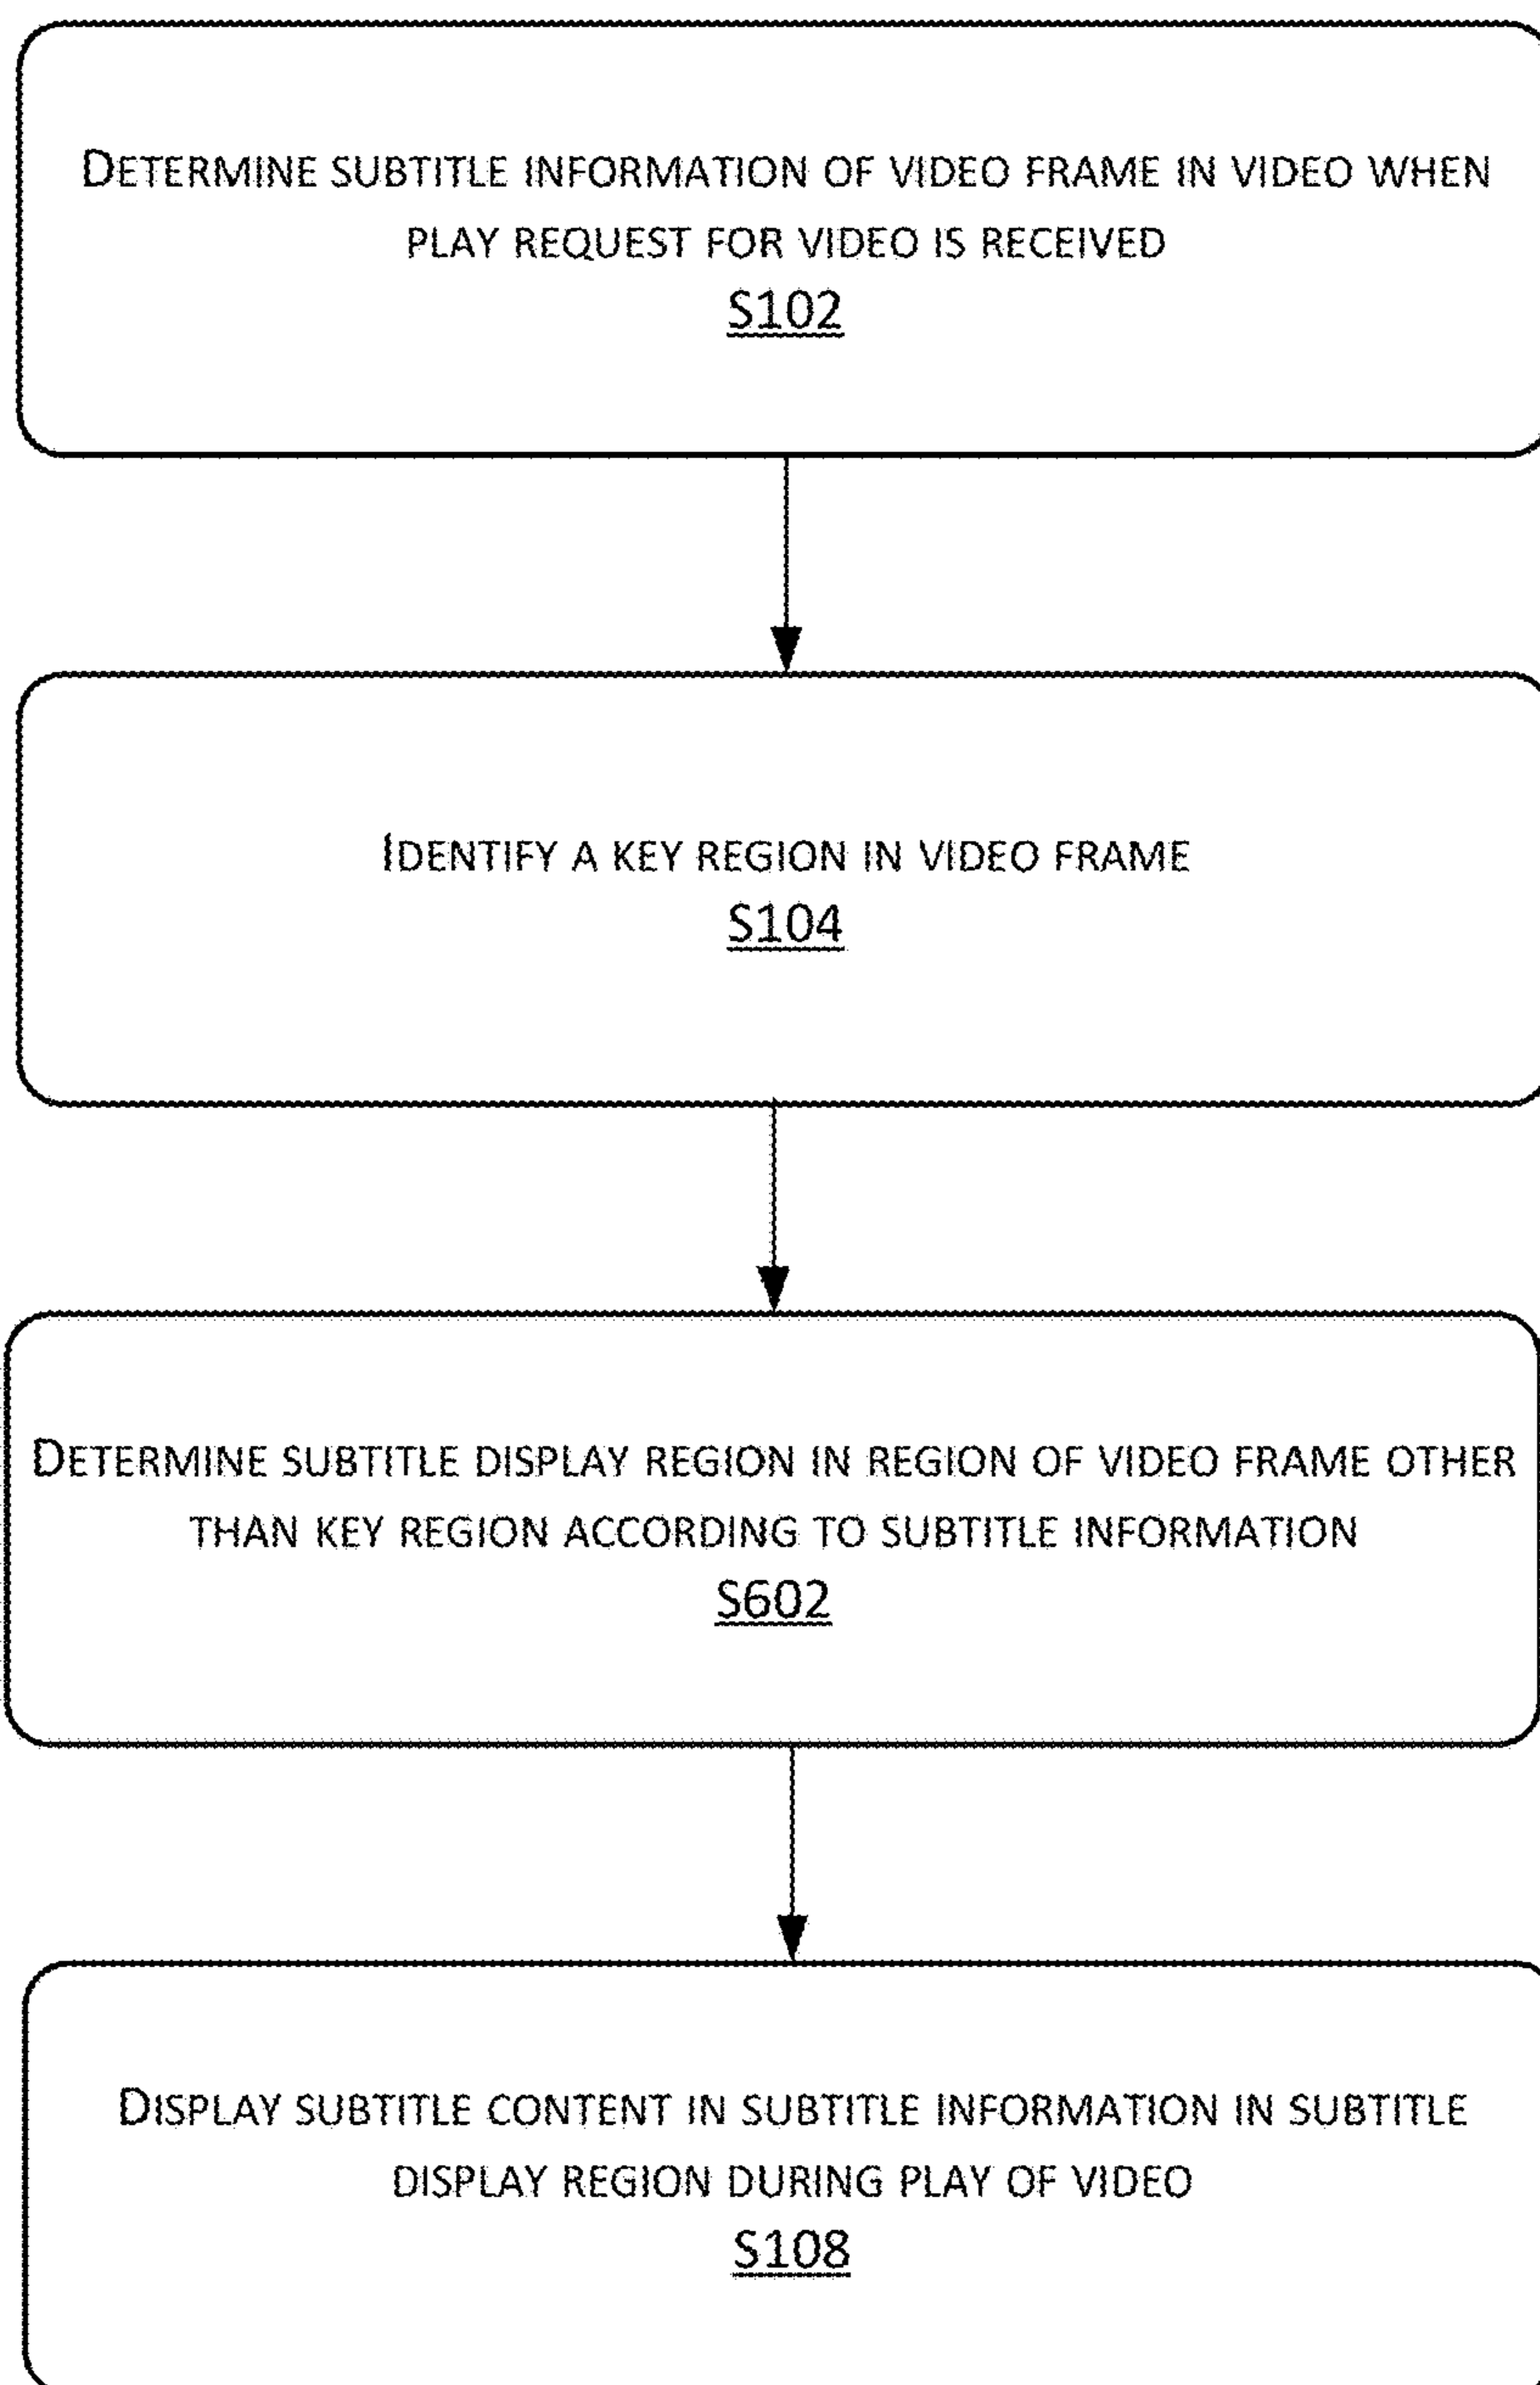 DETERMINE SUBTITLE INFORMATION OF VIDEO FRAME IN VIDEO WHEN
PLAY REQUEST FOR VIDEO IS RECEIVED
S102
IDENTIFY A KEY REGION IN VIDEO FRAME
S104
DETERMINE SUBTITLE DISPLAY REGION IN REGION OF VIDEO FRAME OTHER
THAN KEY REGION ACCORDING TO SUBTITLE INFORMATION
S602
DISPLAY SUBTITLE CONTENT IN SUBTITLE INFORMATION IN SUBTITLE
DISPLAY REGION DURING PLAY OF VIDEO
S108